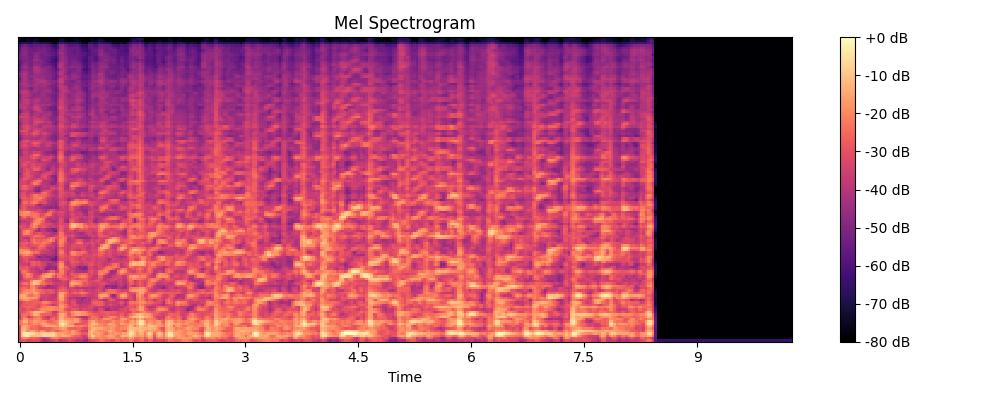 Mel Spectrogram
+0 dB
-10 dB
-20 dB
-30 dB
-40 dB
-50 dB
-60 dB
-70 dB
-80 dB
0 1.5 3 4.5 6 7.5 9
Time